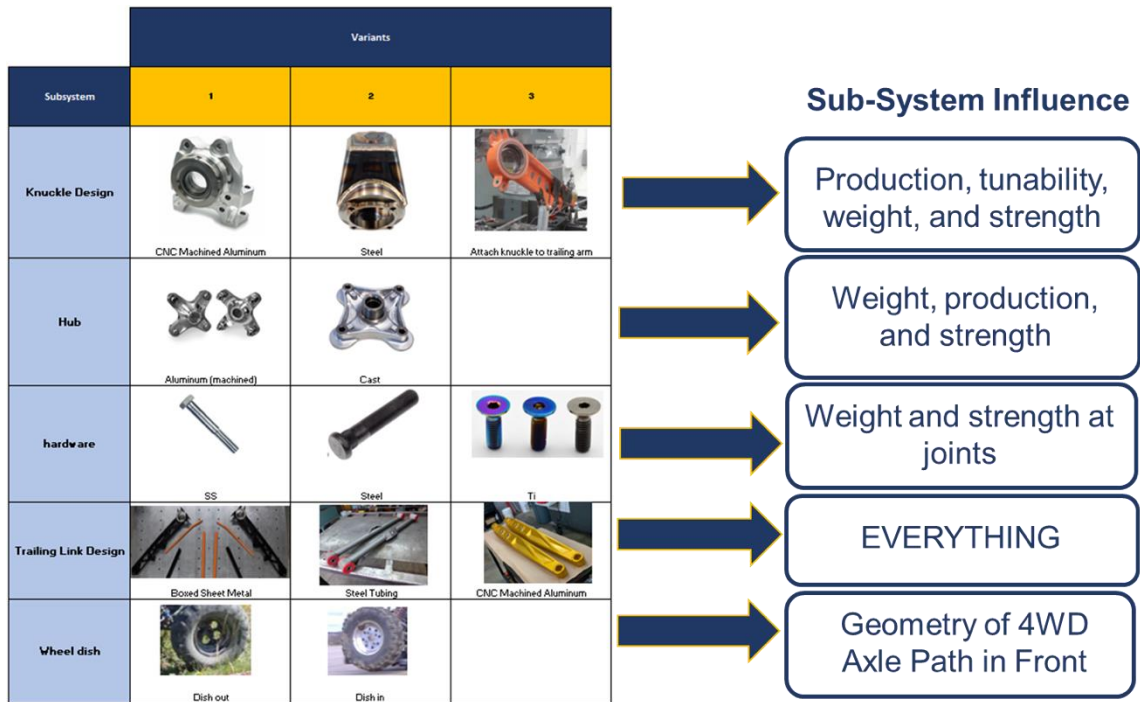 Variants
Subsystem
1
2
3
Sub-System Influence
Knuckle Design
CNC Machined Aluminum
Steel
Attach knuckle to trailing arm
Production, tunability,
weight, and strength
Hub
Aluminum (machined)
Cast
Weight, production,
and strength
hardware
SS
Steel
Ti
Weight and strength at
joints
Trailing Link Design
Boxed Sheet Metal
Steel Tubing
CNC Machined Aluminum
EVERYTHING
Wheel dish
Dish out
Dish in
Geometry of 4WD
Axle Path in Front